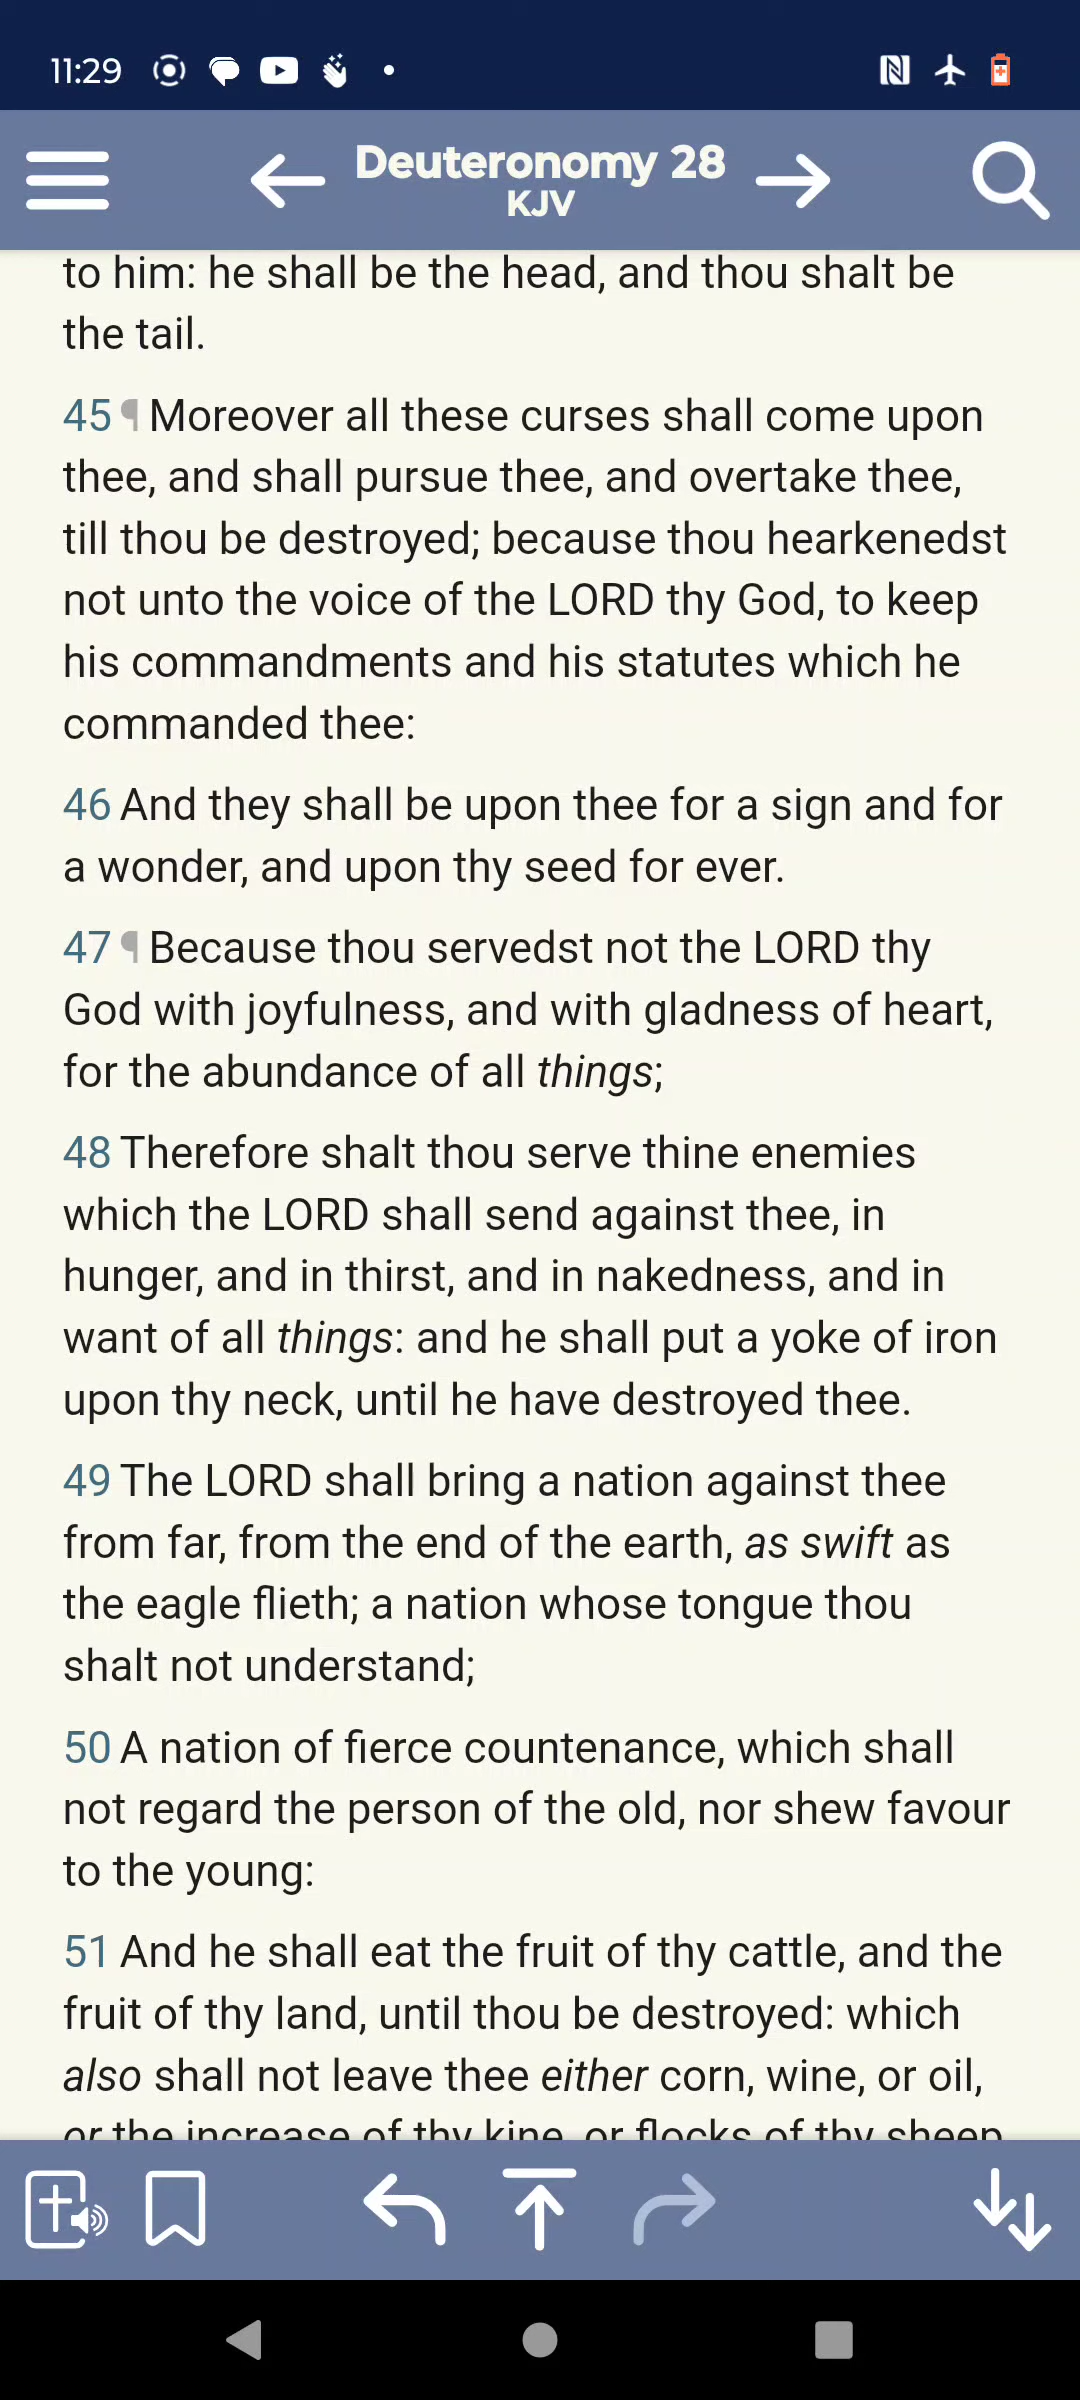 11:29
Deuteronomy 28
KJV
to him: he shall be the head, and thou shalt be
the tail.
45 ¶ Moreover all these curses shall come upon
thee, and shall pursue thee, and overtake thee,
till thou be destroyed; because thou hearkenedst
not unto the voice of the LORD thy God, to keep
his commandments and his statutes which he
commanded thee:
46 And they shall be upon thee for a sign and for
a wonder, and upon thy seed for ever.
47 ¶ Because thou servedst not the LORD thy
God with joyfulness, and with gladness of heart,
for the abundance of all things;
48 Therefore shalt thou serve thine enemies
which the LORD shall send against thee, in
hunger, and in thirst, and in nakedness, and in
want of all things: and he shall put a yoke of iron
upon thy neck, until he have destroyed thee.
49 The LORD shall bring a nation against thee
from far, from the end of the earth, as swift as
the eagle flieth; a nation whose tongue thou
shalt not understand;
50 A nation of fierce countenance, which shall
not regard the person of the old, nor shew favour
to the young:
51 And he shall eat the fruit of thy cattle, and the
fruit of thy land, until thou be destroyed: which
also shall not leave thee either corn, wine, or oil,
or the increase of thy kine, or flocks of thy sheep